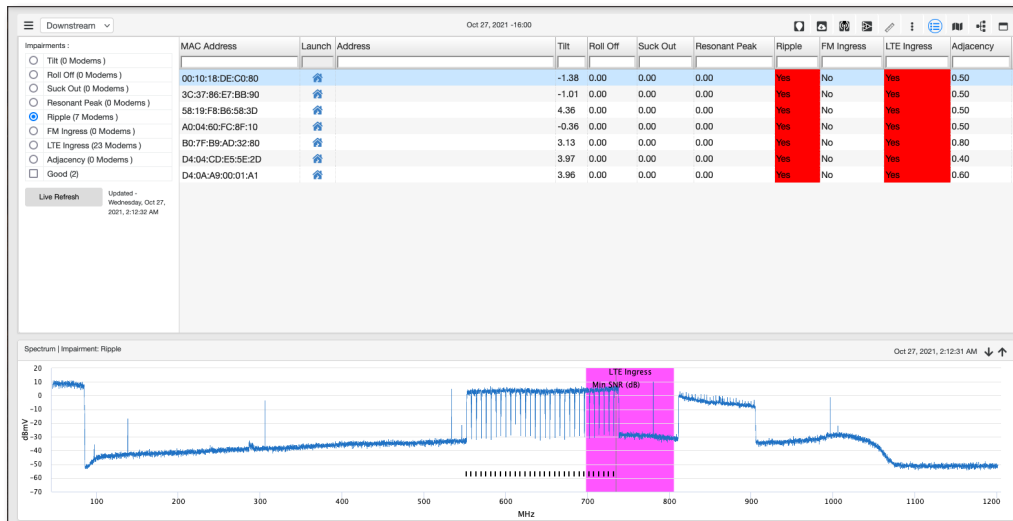 Downstream
Oct 27, 2021 -16:00
Impairments :
Tilt (0 Modems )
Roll Off (0 Modems )
Suck Out (0 Modems )
Resonant Peak (0 Modems )
Ripple (7 Modems )
FM Ingress (0 Modems )
LTE Ingress (23 Modems )
Adjacency (0 Modems )
Good (2)
Live Refresh
Updated -
Wednesday, Oct 27,
2021, 2:12:32 AM
MAC Address Launch Address Tilt Roll Off Suck Out Resonant Peak Ripple FM Ingress LTE Ingress Adjacency
00:10:18:DE:C0:80 -1.38 0.00 0.00 0.00 Yes No Yes 0.50
3C:37:86:E7:BB:90 -1.01 0.00 0.00 0.00 Yes No Yes 0.50
58:19:F8:B6:58:3D 4.36 0.00 0.00 0.00 Yes No Yes 0.50
A0:04:60:FC:8F:10 -0.36 0.00 0.00 0.00 Yes No Yes 0.50
B0:7F:B9:AD:32:80 3.13 0.00 0.00 0.00 Yes No Yes 0.80
D4:04:CD:E5:5E:2D 3.97 0.00 0.00 0.00 Yes No Yes 0.40
D4:0A:A9:00:01:A1 3.96 0.00 0.00 0.00 Yes No Yes 0.60
Spectrum | Impairment: Ripple
Oct 27, 2021, 2:12:31 AM
LTE Ingress
Min SNR (dB)
dBmV
20
10
0
-10
-20
-30
-40
-50
-60
-70
100 200 300 400 500 600 700 800 900 1000 1100 1200
MHz